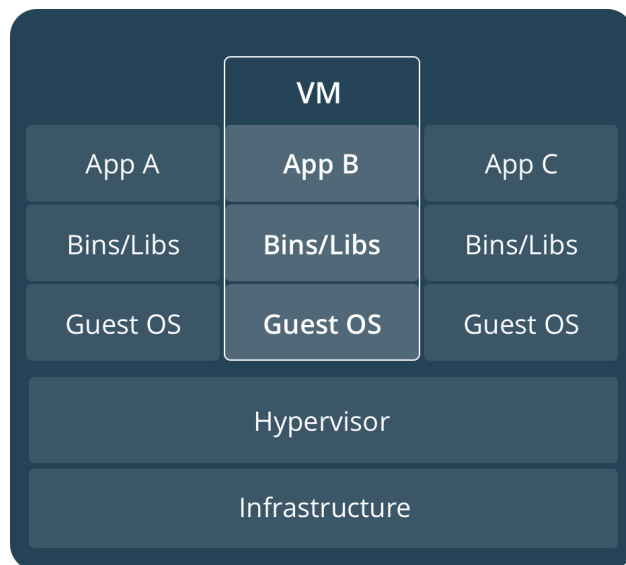 VM
App A
App B
App C
Bins/Libs
Bins/Libs
Bins/Libs
Guest OS
Guest OS
Guest OS
Hypervisor
Infrastructure